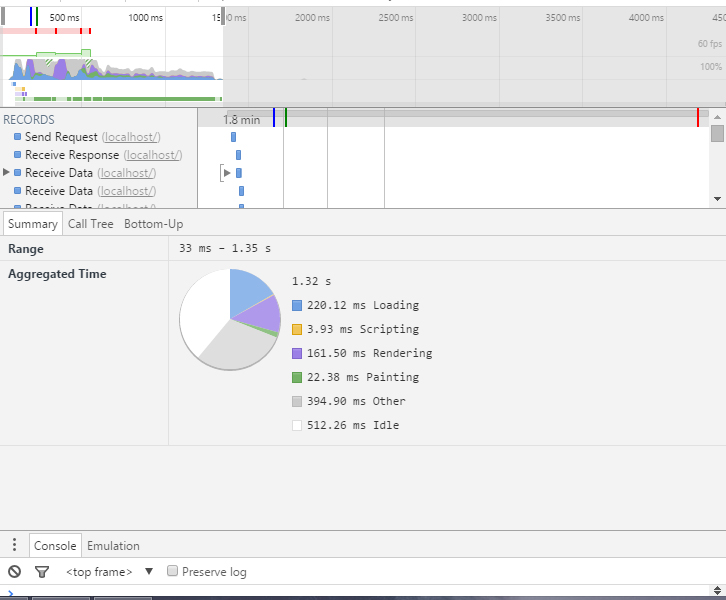 500 ms 1000 ms 1500 ms 2000 ms 2500 ms 3000 ms 3500 ms 4000 ms
60 fps
100%
RECORDS 1.8 min
Send Request (localhost/)
Receive Response (localhost/)
Receive Data (localhost/)
Receive Data (localhost/)
Receive Data (localhost/)
Summary Call Tree Bottom-Up
Range 33 ms – 1.35 s
Aggregated Time
1.32 s
220.12 ms Loading
3.93 ms Scripting
161.50 ms Rendering
22.38 ms Painting
394.90 ms Other
512.26 ms Idle
Console Emulation
<top frame> ▼ Preserve log
>